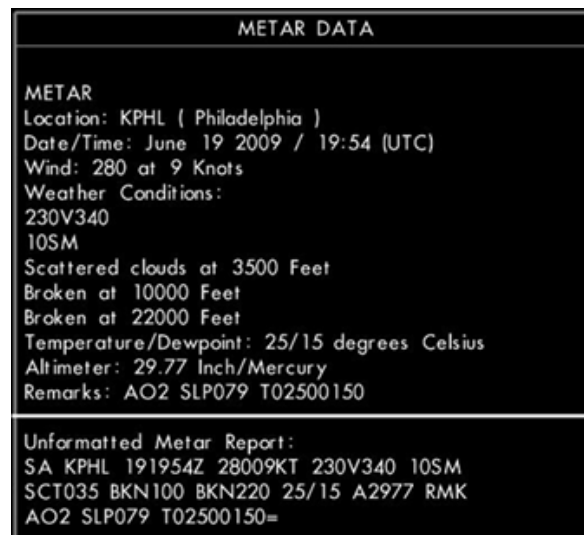 METAR DATA
METAR
Location: KPHL ( Philadelphia )
Date/Time: June 19 2009 / 19:54 (UTC)
Wind: 280 at 9 Knots
Weather Conditions:
230V340
10SM
Scattered clouds at 3500 Feet
Broken at 10000 Feet
Broken at 22000 Feet
Temperature/Dewpoint: 25/15 degrees Celsius
Altimeter: 29.77 Inch/Mercury
Remarks: AO2 SLP079 T02500150
Unformatted Metar Report:
SA KPHL 191954Z 28009KT 230V340 10SM
SCT035 BKN100 BKN220 25/15 A2977 RMK
AO2 SLP079 T02500150=